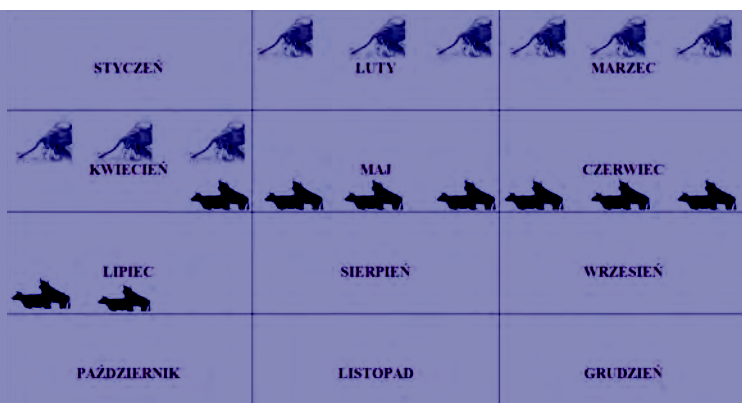 STYCZEŃ
LUTY
MARZEC
KWIECIEŃ
MAJ
CZERWIEC
LIPIEC
SIERPIEŃ
WRZESIEŃ
PAŹDZIERNIK
LISTOPAD
GRUDZIEŃ